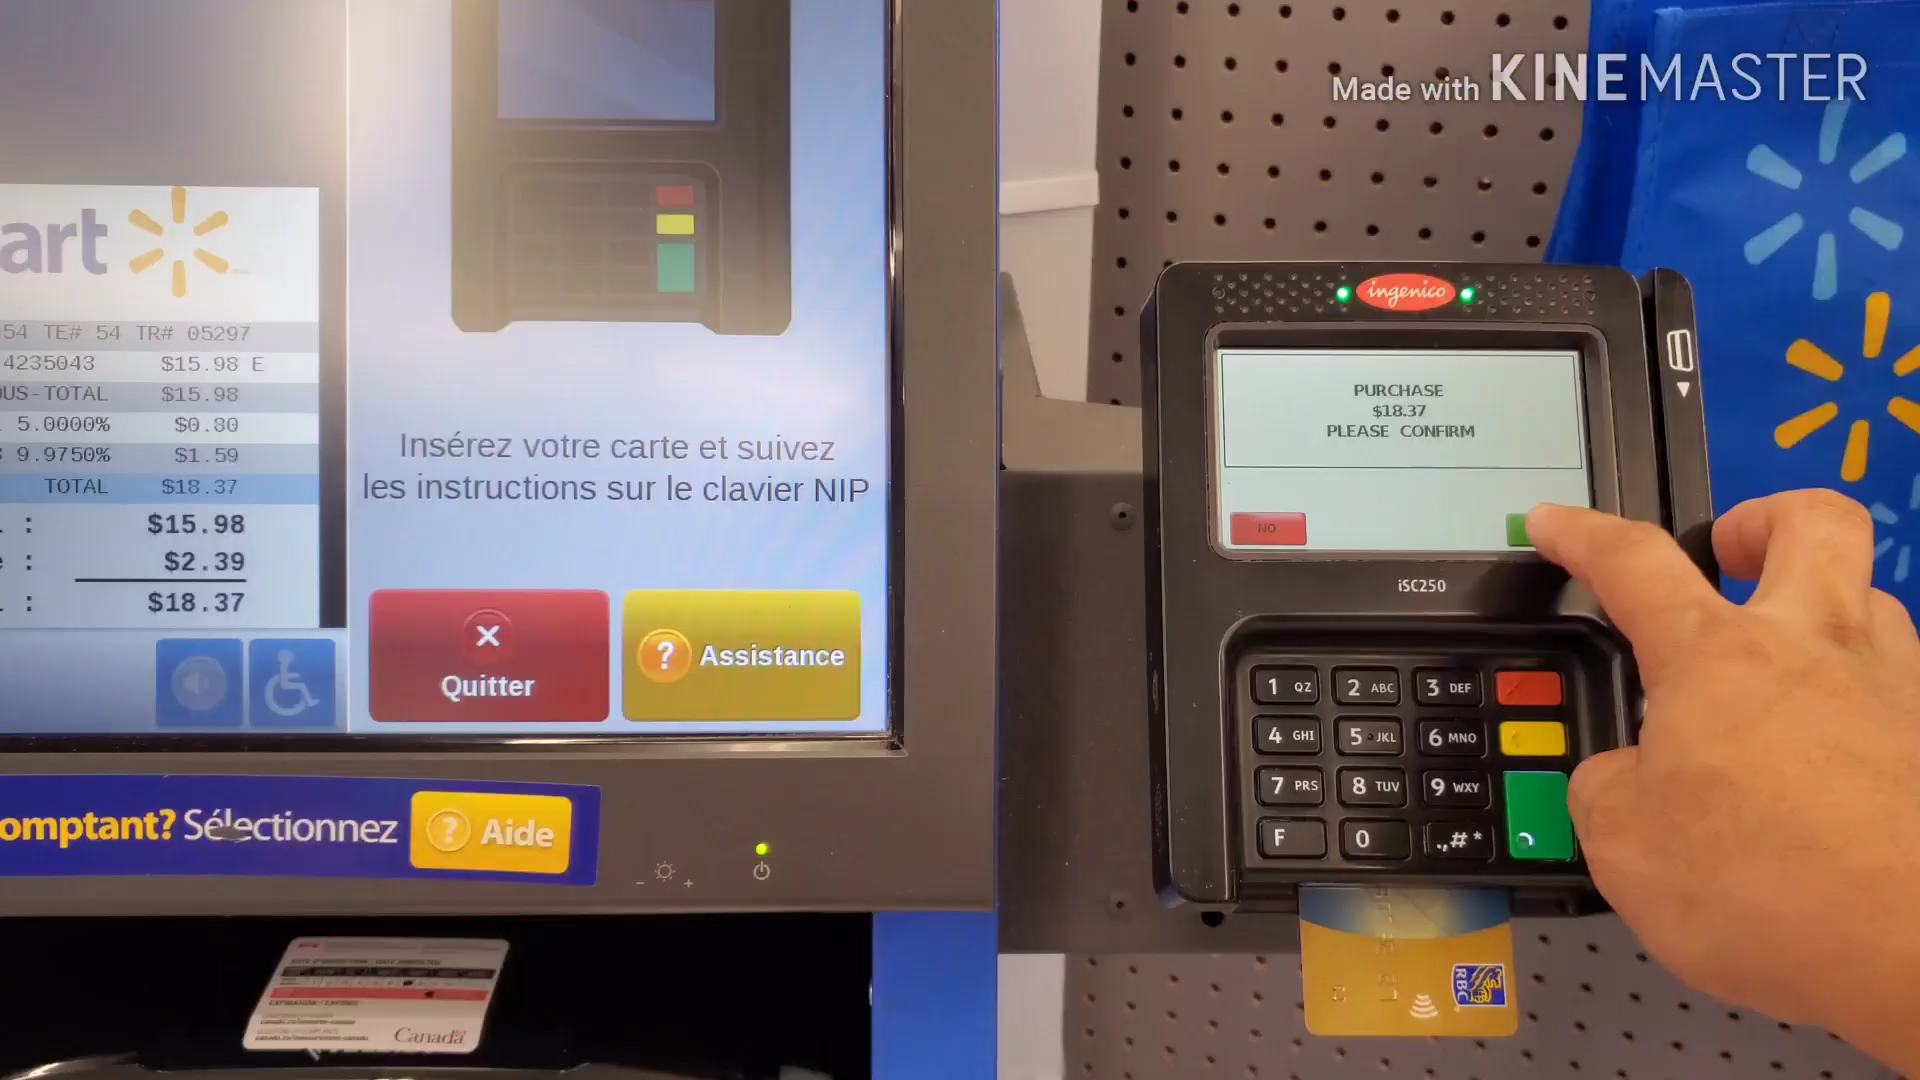 Made with KINEMASTER
art
54 TE# 54 TR# 05297
4235043 $15.98 E
US-TOTAL $15.98
5.0000% $0.80
9.9750% $1.59
TOTAL $18.37
: $15.98
: $2.39
: $18.37
Insérez votre carte et suivez
les instructions sur le clavier NIP
Quitter
? Assistance
omptant? Sélectionnez ? Aide
ingenico
PURCHASE
$18.37
PLEASE CONFIRM
NO
iSC250
1 QZ 2 ABC 3 DEF
4 GHI 5 JKL 6 MNO
7 PRS 8 TUV 9 WXY
F 0 .,#*
RBC
EXPIRATION / EXPIRES
Canada